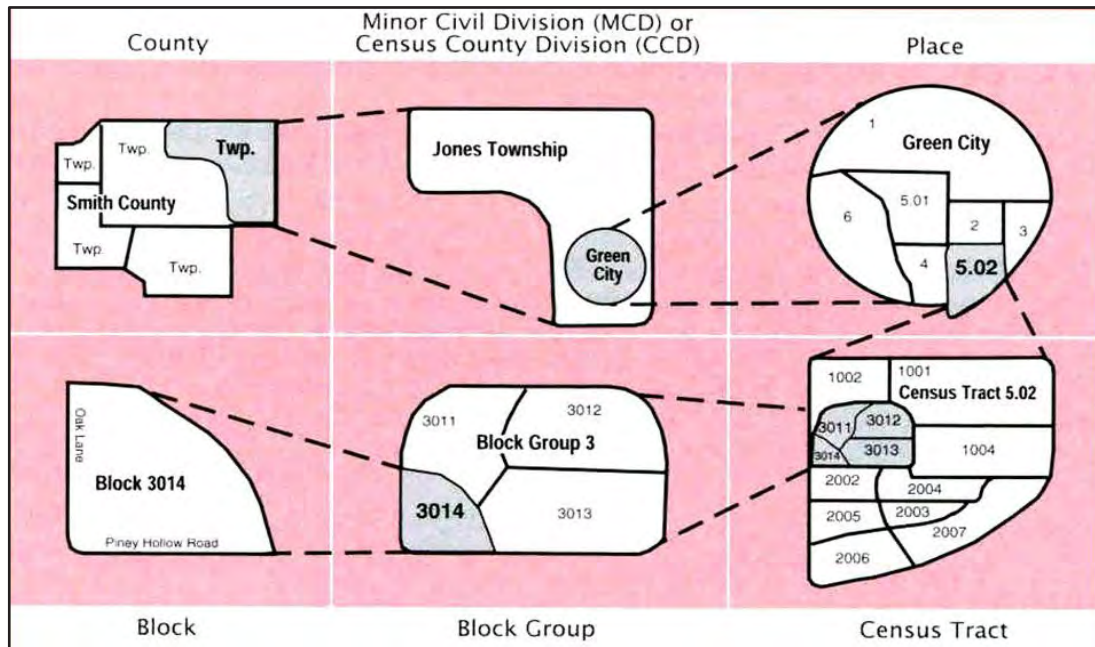 County
Minor Civil Division (MCD) or
Census County Division (CCD)
Place
Twp.
Twp.
Twp.
Smith County
Twp.
Twp.
Jones Township
Green
City
1
Green City
5.01
6
2
3
4
5.02
Oak Lane
Block 3014
Piney Hollow Road
3011
3012
Block Group 3
3014
3013
1002
1001
Census Tract 5.02
3011
3012
3014
3013
1004
2002
2004
2005
2003
2007
2006
Block
Block Group
Census Tract